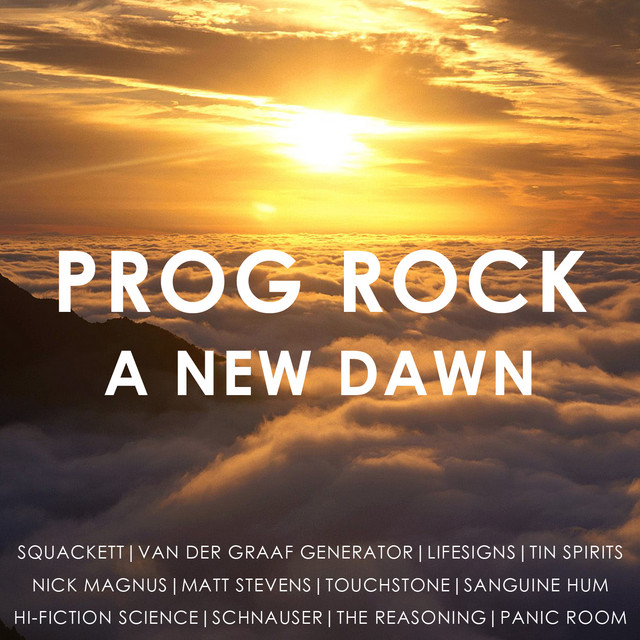 PROG ROCK
A NEW DAWN
SQUACKETT|VAN DER GRAAF GENERATOR|LIFESIGNS|TIN SPIRITS
NICK MAGNUS|MATT STEVENS|TOUCHSTONE|SANGUINE HUM
HI-FICTION SCIENCE|SCHNAUSER|THE REASONING|PANIC ROOM